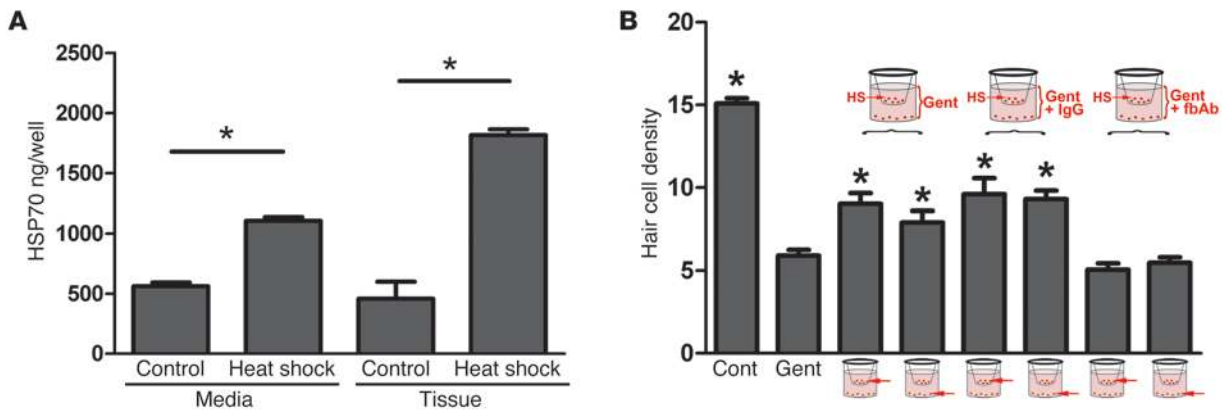 A
HSP70 ng/well
2500
2000
1500
1000
500
0
*
*
Control
Heat shock
Control
Heat shock
Media
Tissue
B
Hair cell density
20
15
10
5
0
*
*
*
*
*
HS
Gent
HS
Gent
+ IgG
HS
Gent
+ fbAb
Cont
Gent